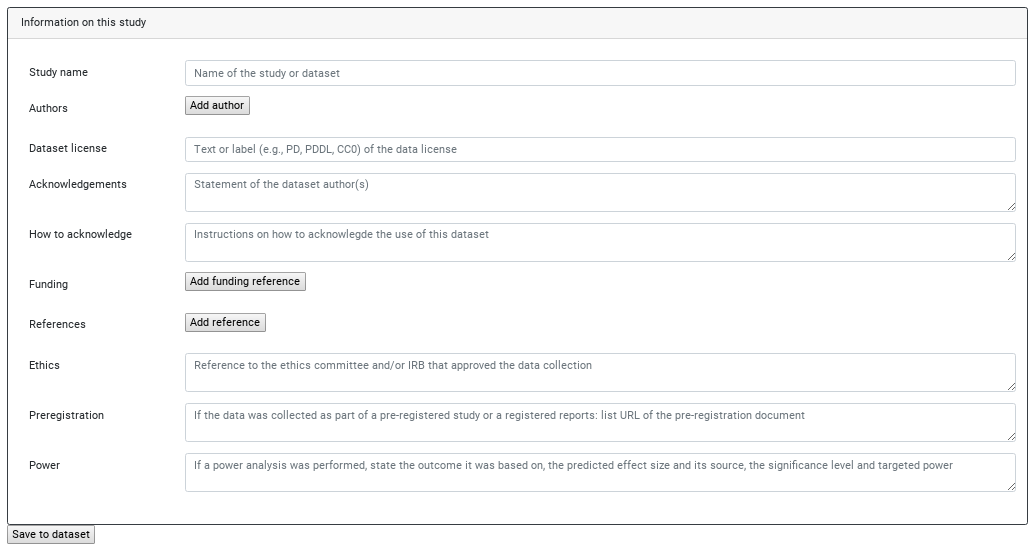 Information on this study
Study name
Name of the study or dataset
Authors
Add author
Dataset license
Text or label (e.g., PD, PDDL, CC0) of the data license
Acknowledgements
Statement of the dataset author(s)
How to acknowledge
Instructions on how to acknowlegde the use of this dataset
Funding
Add funding reference
References
Add reference
Ethics
Reference to the ethics committee and/or IRB that approved the data collection
Preregistration
If the data was collected as part of a pre-registered study or a registered reports: list URL of the pre-registration document
Power
If a power analysis was performed, state the outcome it was based on, the predicted effect size and its source, the significance level and targeted power
Save to dataset